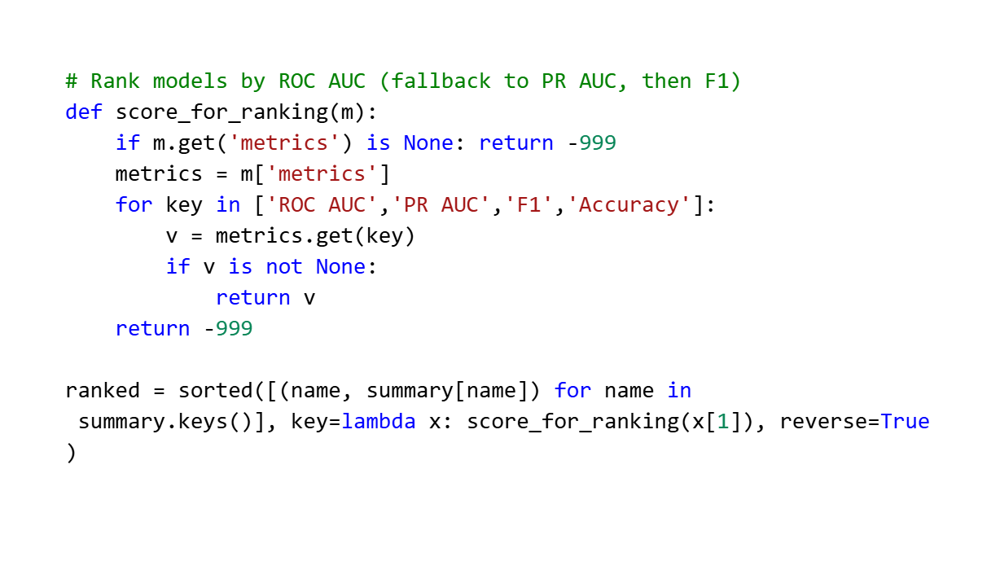 # Rank models by ROC AUC (fallback to PR AUC, then F1)
def score_for_ranking(m):
    if m.get('metrics') is None: return -999
    metrics = m['metrics']
    for key in ['ROC AUC','PR AUC','F1','Accuracy']:
        v = metrics.get(key)
        if v is not None:
            return v
    return -999

ranked = sorted([(name, summary[name]) for name in
 summary.keys()], key=lambda x: score_for_ranking(x[1]), reverse=True
)